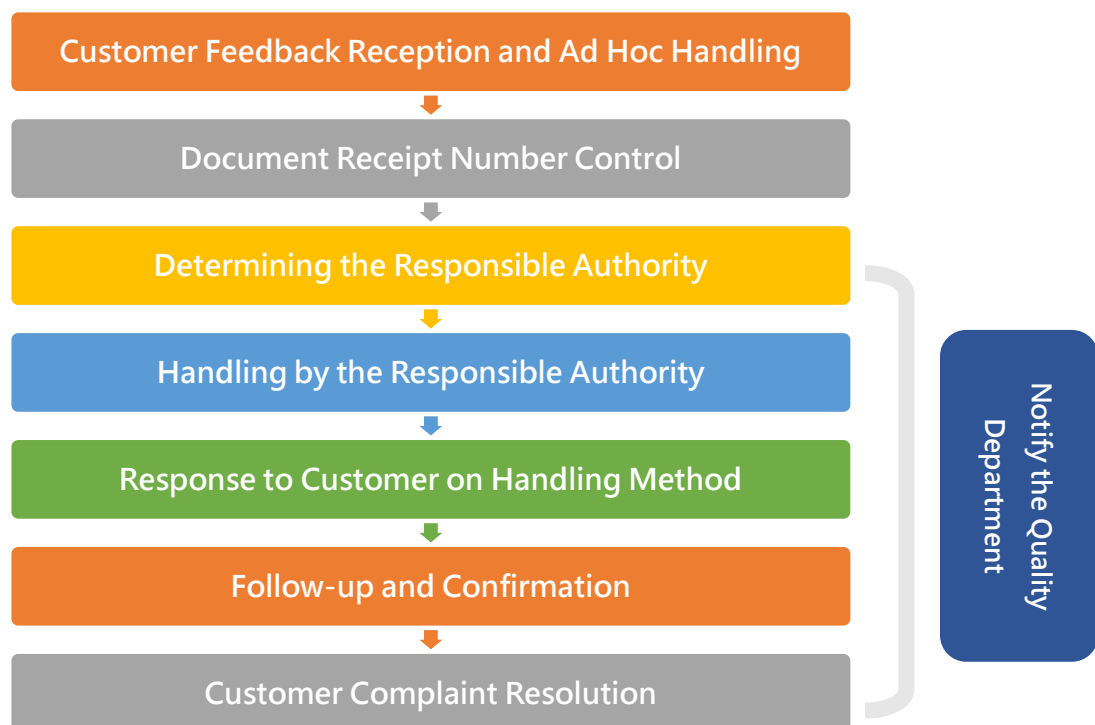 Customer Feedback Reception and Ad Hoc Handling
Document Receipt Number Control
Determining the Responsible Authority
Handling by the Responsible Authority
Response to Customer on Handling Method
Follow-up and Confirmation
Customer Complaint Resolution
Notify the Quality
Department